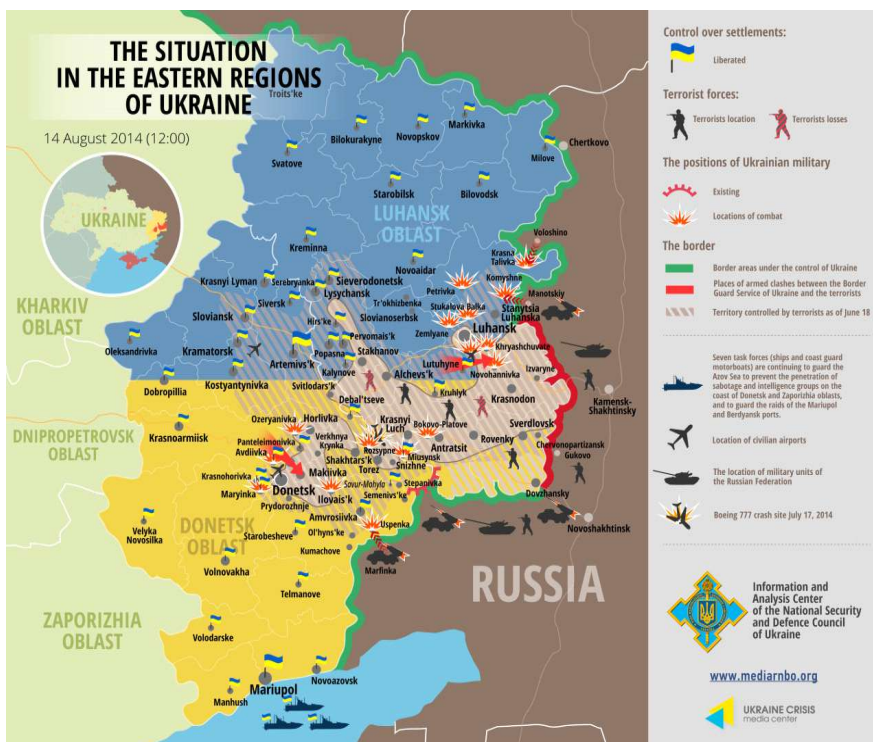 THE SITUATION
IN THE EASTERN REGIONS
OF UKRAINE
14 August 2014 (12:00)
UKRAINE
KHARKIV
OBLAST
DNIPROPETROVSK
OBLAST
ZAPORIZHIA
OBLAST
LUHANSK
OBLAST
DONETSK
OBLAST
RUSSIA
Troits'ke
Svatove
Bilokurakyne
Novopskov
Markivka
Milove
Chertkovo
Starobilsk
Bilovodsk
Kreminna
Novoaidar
Voloshino
Krasna
Talivka
Krasnyi Lyman
Serebryanka
Sieverodonetsk
Lysychansk
Petrivka
Komyshne
Manotskiy
Siversk
Tr'okhizbenka
Stukalova Balka
Stanytsia
Luhanska
Sloviansk
Hirs'ke
Slovianoserbsk
Zemlyane
Luhansk
Oleksandrivka
Kramatorsk
Pervomais'k
Khryashchuvate
Artemivs'k
Popasna
Stakhanov
Lutuhyne
Kostyantynivka
Kalynove
Alchevs'k
Novohannivka
Izvaryne
Dobropillia
Svitlodars'k
Kruhlyk
Krasnodon
Kamensk-
Shakhtinsky
Debal'tseve
Ozeryanivka
Horlivka
Krasnyi
Luch
Bokovo-Platove
Sverdlovsk
Krasnoarmiisk
Panteleimonivka
Verkhnya
Krynka
Rozsypne
Antratsit
Rovenky
Chervonopartizansk
Avdiivka
Shakhtars'k
Miusynsk
Gukovo
Makiivka
Torez
Snizhne
Krasnohorivka
Savur-Mohyla
Stepanivka
Maryinka
Donetsk
Ilovais'k
Semenivs'ke
Dovzhansky
Prydorozhnje
Amvrosiivka
Uspenka
Novoshakhtinsk
Velyka
Novosilka
Starobesheve
Ol'hyns'ke
Kumachove
Marfinka
Volnovakha
Telmanove
Volodarske
Mariupol
Novoazovsk
Manhush
Control over settlements:
Liberated
Terrorist forces:
Terrorists location
Terrorists losses
The positions of Ukrainian military
Existing
Locations of combat
The border
Border areas under the control of Ukraine
Places of armed clashes between the Border
Guard Service of Ukraine and the terrorists
Territory controlled by terrorists as of June 18
Seven task forces (ships and coast guard
motorboats) are continuing to guard the
Azov Sea to prevent the penetration of
sabotage and intelligence groups on the
coast of Donetsk and Zaporizhia oblasts,
and to guard the raids of the Mariupol
and Berdyansk ports.
Location of civilian airports
The location of military units of
the Russian Federation
Boeing 777 crash site July 17, 2014
Information and
Analysis Center
of the National Security
and Defence Council
of Ukraine
www.mediarnbo.org
UKRAINE CRISIS
media center